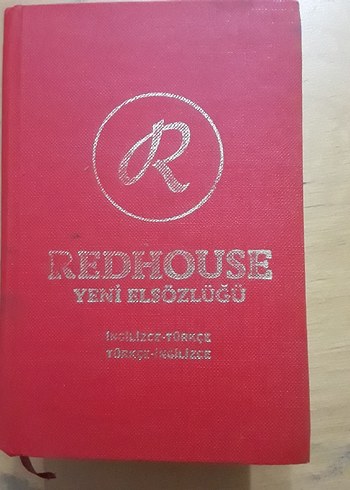 R
REDHOUSE
YENİ ELSÖZLÜĞÜ
İNGİLİZCE-TÜRKÇE
TÜRKÇE-İNGİLİZCE